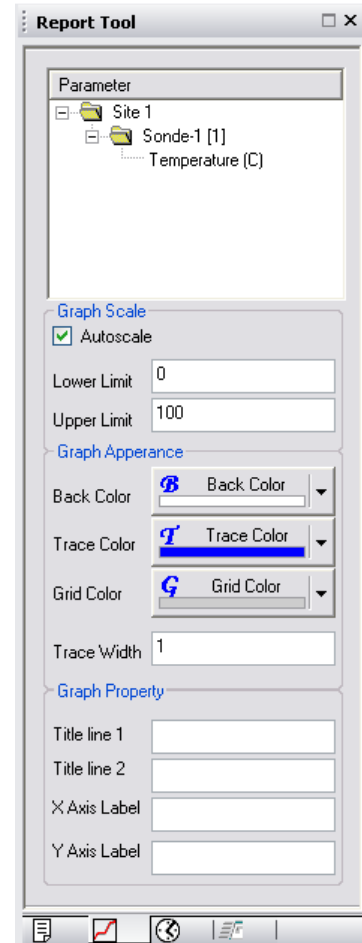 Report Tool
Parameter
Site 1
Sonde-1 [1]
Temperature (C)
Graph Scale
Autoscale
Lower Limit 0
Upper Limit 100
Graph Apperance
Back Color B Back Color
Trace Color T Trace Color
Grid Color G Grid Color
Trace Width 1
Graph Property
Title line 1
Title line 2
X Axis Label
Y Axis Label